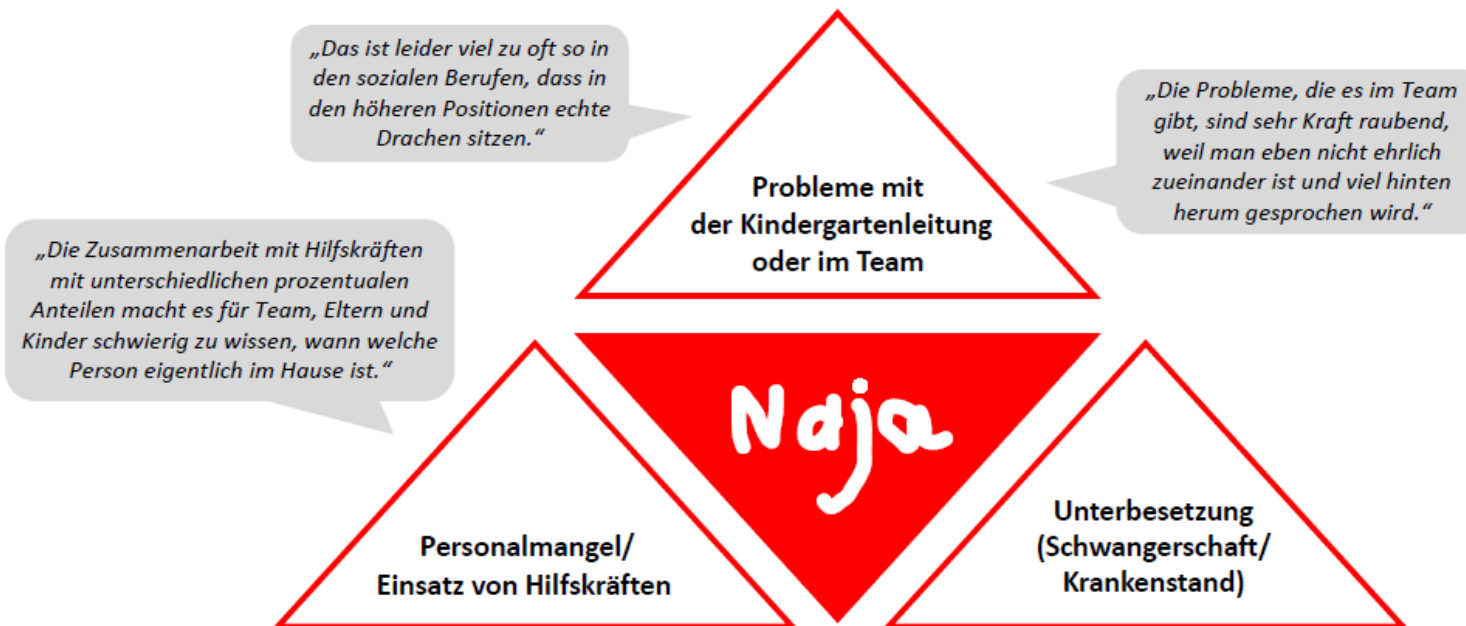 „Das ist leider viel zu oft so in
den sozialen Berufen, dass in
den höheren Positionen echte
Drachen sitzen.“
„Die Probleme, die es im Team
gibt, sind sehr Kraft raubend,
weil man eben nicht ehrlich
zueinander ist und viel hinten
herum gesprochen wird.“
Probleme mit
der Kindergartenleitung
oder im Team
„Die Zusammenarbeit mit Hilfskräften
mit unterschiedlichen prozentualen
Anteilen macht es für Team, Eltern und
Kinder schwierig zu wissen, wann welche
Person eigentlich im Hause ist.“
Naja
Personalmangel/
Einsatz von Hilfskräften
Unterbesetzung
(Schwangerschaft/
Krankenstand)